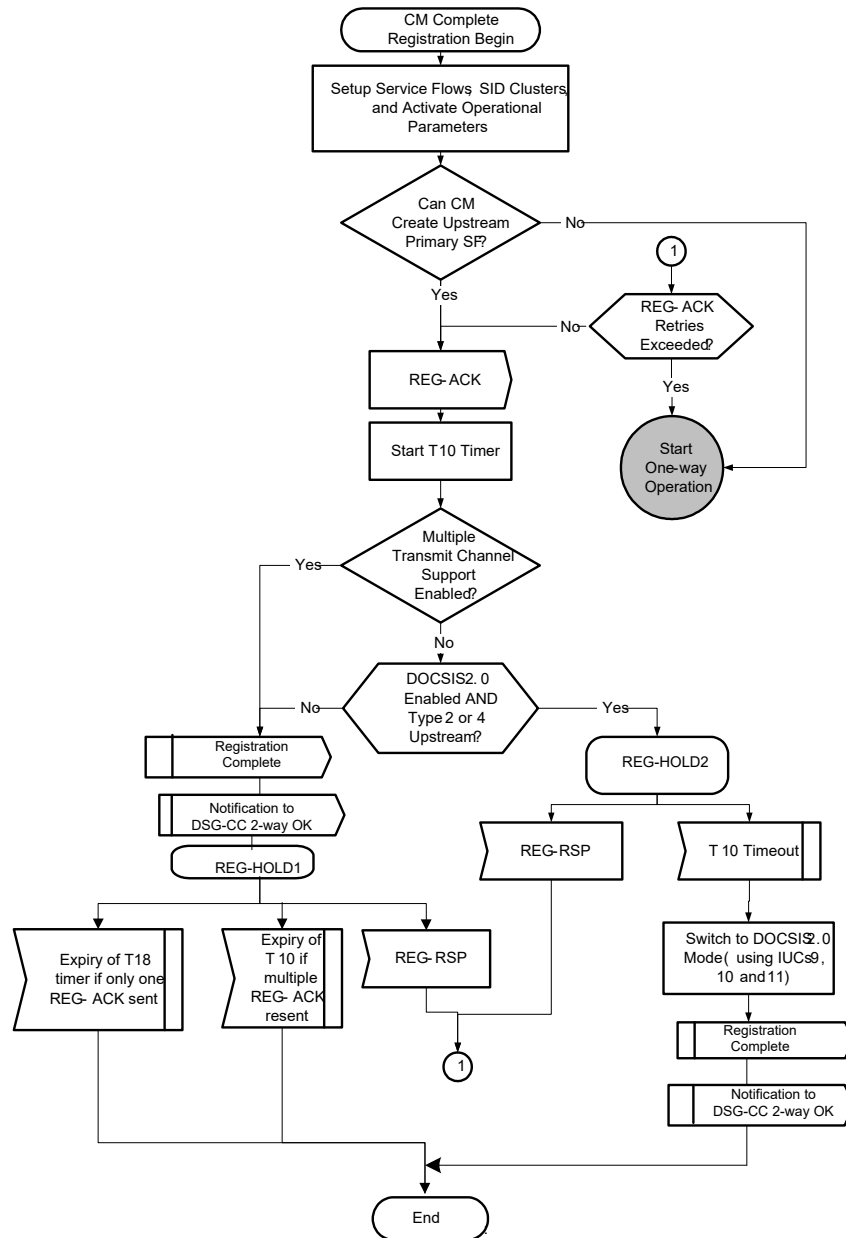 CM Complete
Registration Begin
Setup Service Flows, SID Clusters,
and Activate Operational
Parameters
Can CM
Create Upstream
Primary SF?
No
Yes
1
REG-ACK
Retries
Exceeded?
No
Yes
REG-ACK
Start T10 Timer
Start
One-way
Operation
Multiple
Transmit Channel
Support
Enabled?
Yes
No
DOCSIS2.0
Enabled AND
Type 2 or 4
Upstream?
No
Yes
Registration
Complete
REG-HOLD2
Notification to
DSG-CC 2-way OK
REG-HOLD1
REG-RSP
T10 Timeout
Expiry of T18
timer if only one
REG-ACK sent
Expiry of
T10 if
multiple
REG-ACK
resent
REG-RSP
Switch to DOCSIS2.0
Mode( using IUCs9,
10 and 11)
1
Registration
Complete
Notification to
DSG-CC 2-way OK
End